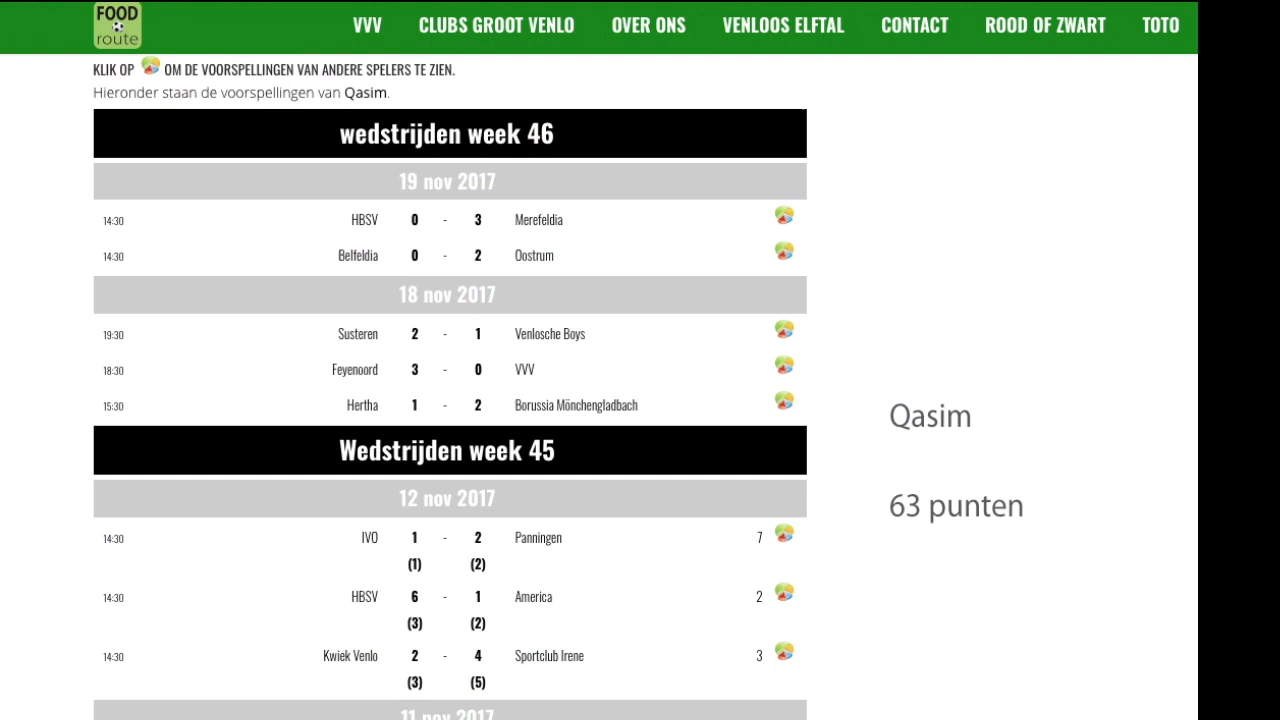 FOOD
route
VVV CLUBS GROOT VENLO OVER ONS VENLOOS ELFTAL CONTACT ROOD OF ZWART TOTO
KLIK OP OM DE VOORSPELLINGEN VAN ANDERE SPELERS TE ZIEN.
Hieronder staan de voorspellingen van Qasim.
wedstrijden week 46
19 nov 2017
14:30 HBSV 0 - 3 Merefeldia
14:30 Belfeldia 0 - 2 Oostrum
18 nov 2017
19:30 Susteren 2 - 1 Venlosche Boys
18:30 Feyenoord 3 - 0 VVV
15:30 Hertha 1 - 2 Borussia Mönchengladbach
Wedstrijden week 45
12 nov 2017
14:30 IVO 1 - 2 Panningen 7
(1) (2)
14:30 HBSV 6 - 1 America 2
(3) (2)
14:30 Kwiek Venlo 2 - 4 Sportclub Irene 3
(3) (5)
11 nov 2017
Qasim
63 punten